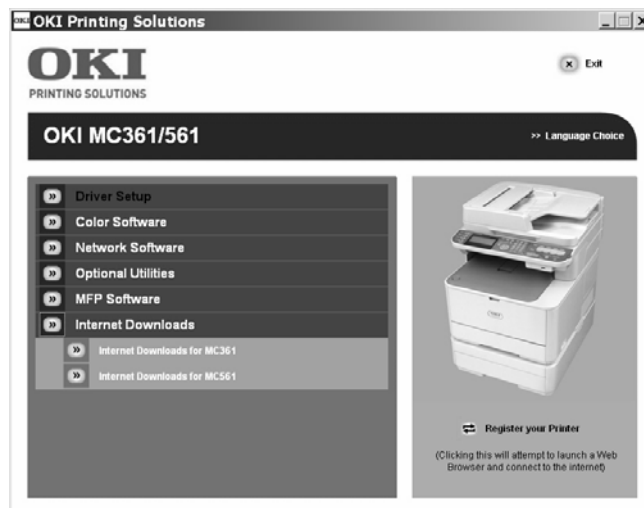 OKI OKI Printing Solutions
OKI
PRINTING SOLUTIONS
Exit
OKI MC361/561
>> Language Choice
Driver Setup
Color Software
Network Software
Optional Utilities
MFP Software
Internet Downloads
Internet Downloads for MC361
Internet Downloads for MC561
OKI
Register your Printer
(Clicking this will attempt to launch a Web
Browser and connect to the internet)